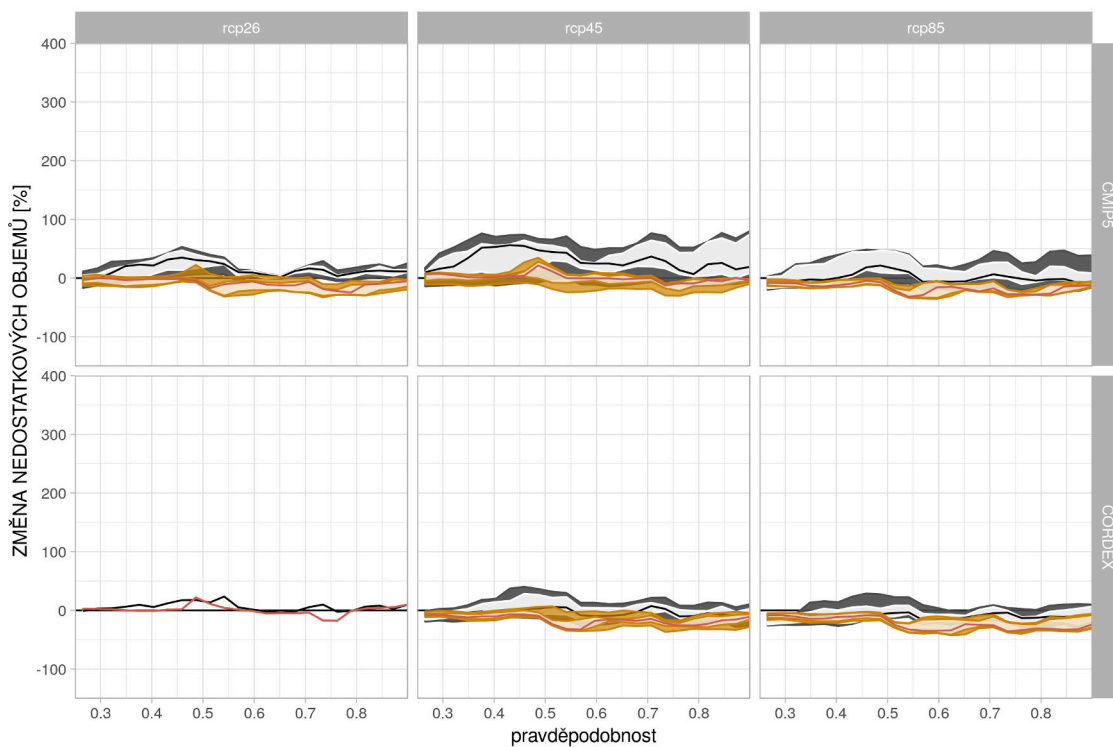 rcp26
rcp45
rcp85
400
300
200
100
0
-100
CMIP5
400
300
200
100
0
-100
CORDEX
ZMĚNA NEDOSTATKOVÝCH OBJEMŮ [%]
0.3 0.4 0.5 0.6 0.7 0.8
0.3 0.4 0.5 0.6 0.7 0.8
0.3 0.4 0.5 0.6 0.7 0.8
pravděpodobnost